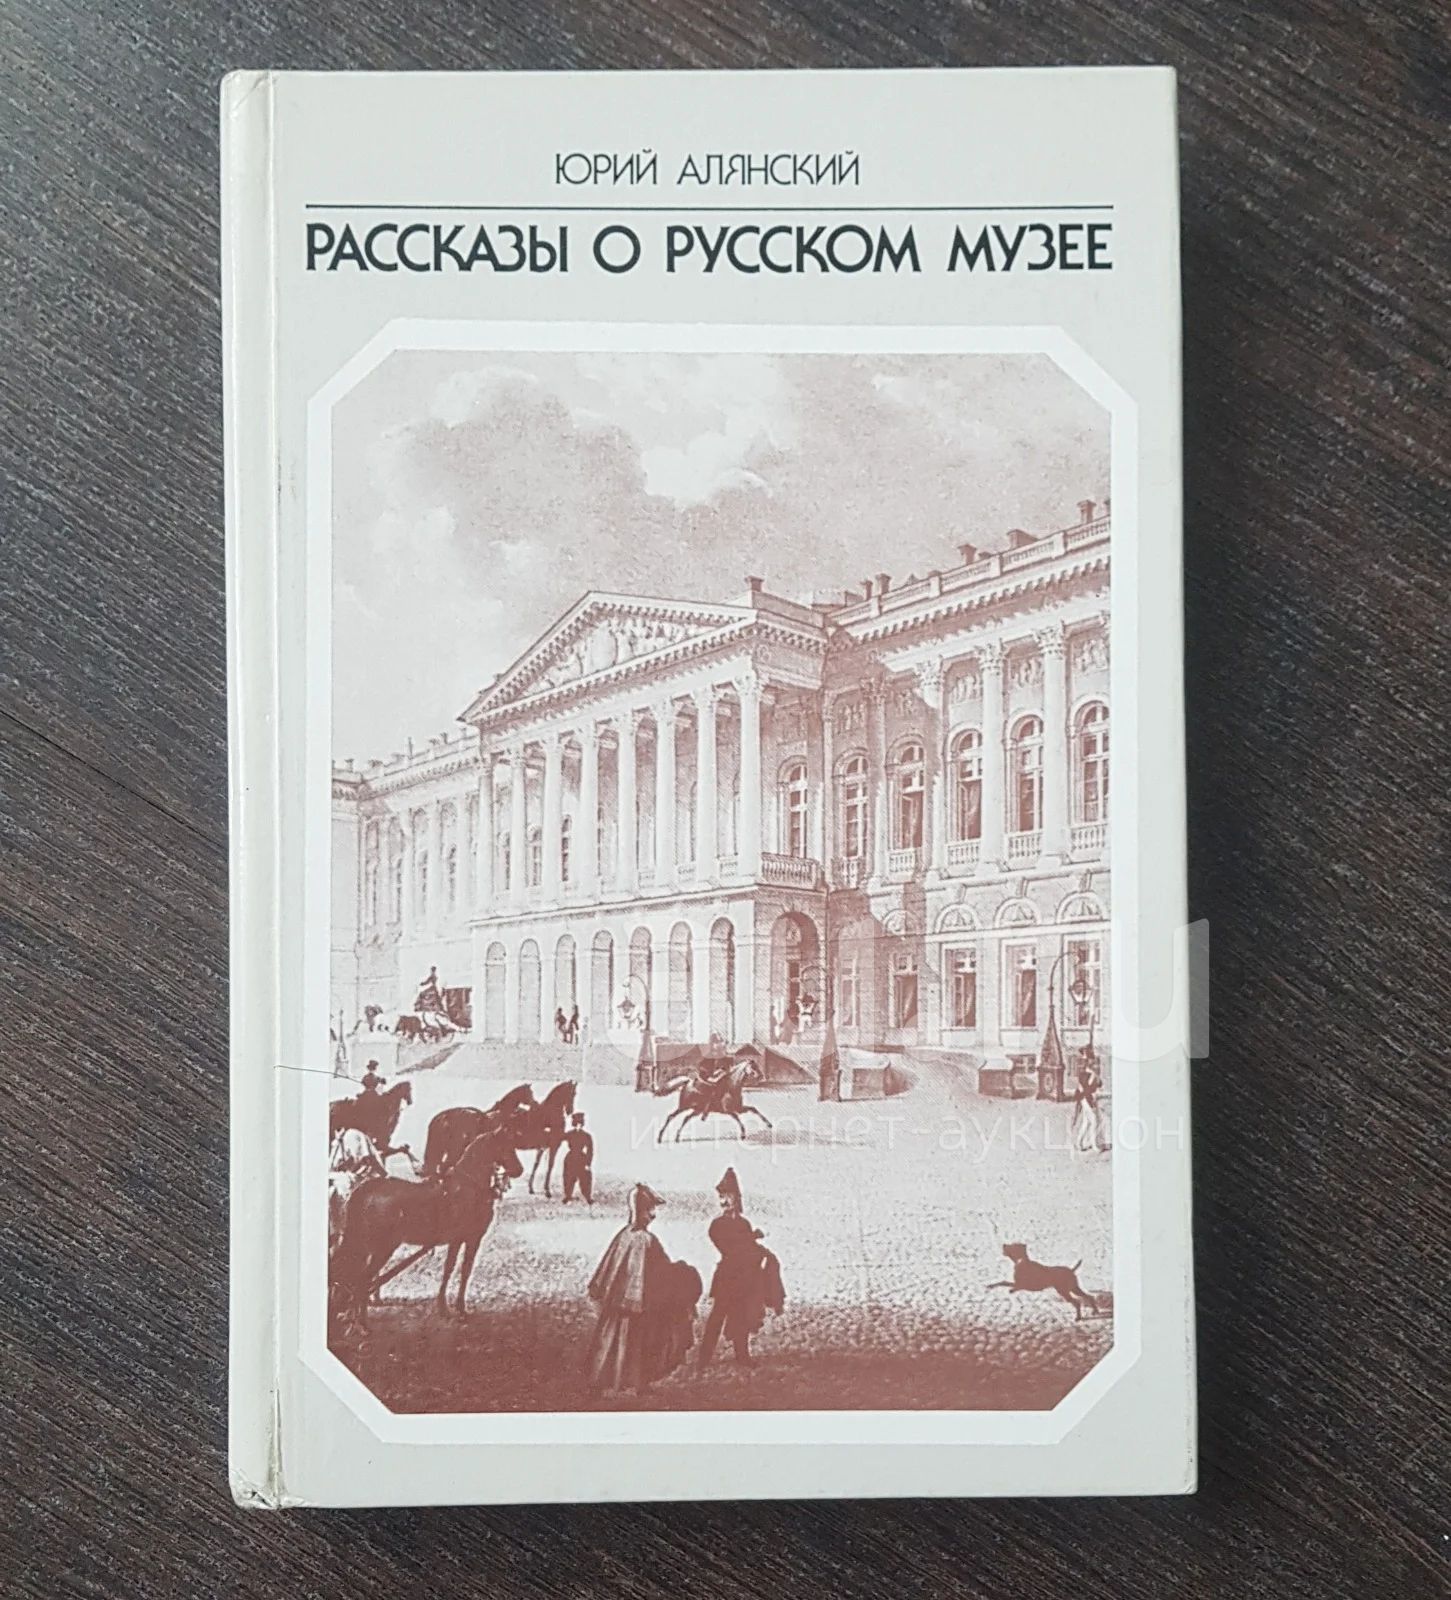 ЮРИЙ АЛЯНСКИЙ
РАССКАЗЫ О РУССКОМ МУЗЕЕ
интернет-аукцион